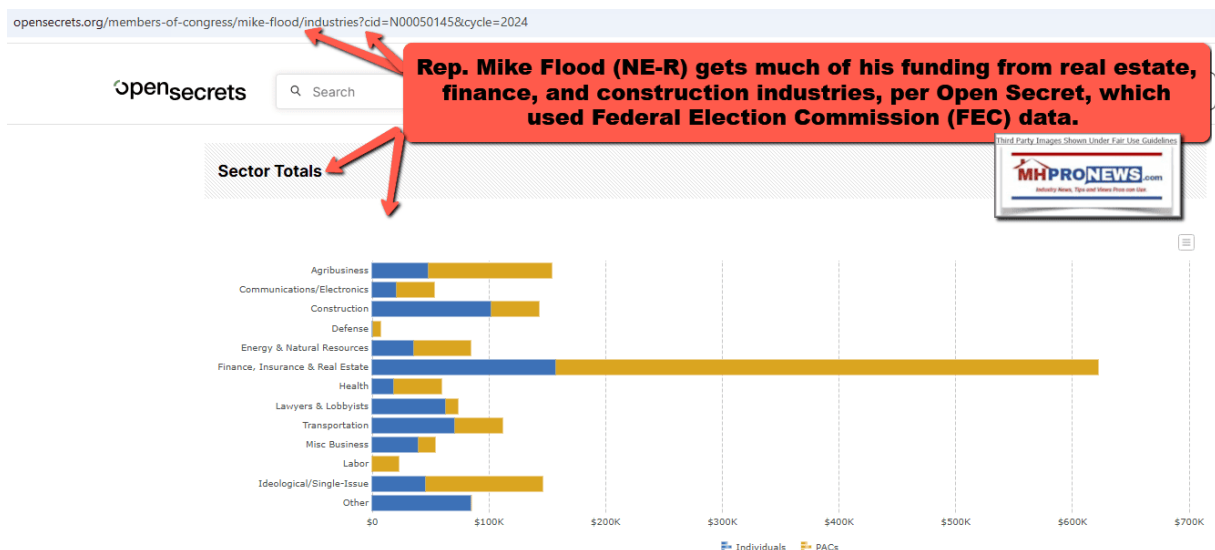 opensecrets.org/members-of-congress/mike-flood/industries?cid=N00050145&cycle=2024
Rep. Mike Flood (NE-R) gets much of his funding from real estate,
finance, and construction industries, per Open Secret, which
used Federal Election Commission (FEC) data.
opensecrets
Search
Third Party Images Shown Under Fair Use Guidelines
MHPRONEWS.com
Industry News, Tips and Views Pros can Use
Sector Totals
Agribusiness
Communications/Electronics
Construction
Defense
Energy & Natural Resources
Finance, Insurance & Real Estate
Health
Lawyers & Lobbyists
Transportation
Misc Business
Labor
Ideological/Single-Issue
Other
$0 $100K $200K $300K $400K $500K $600K $700K
Individuals PACs